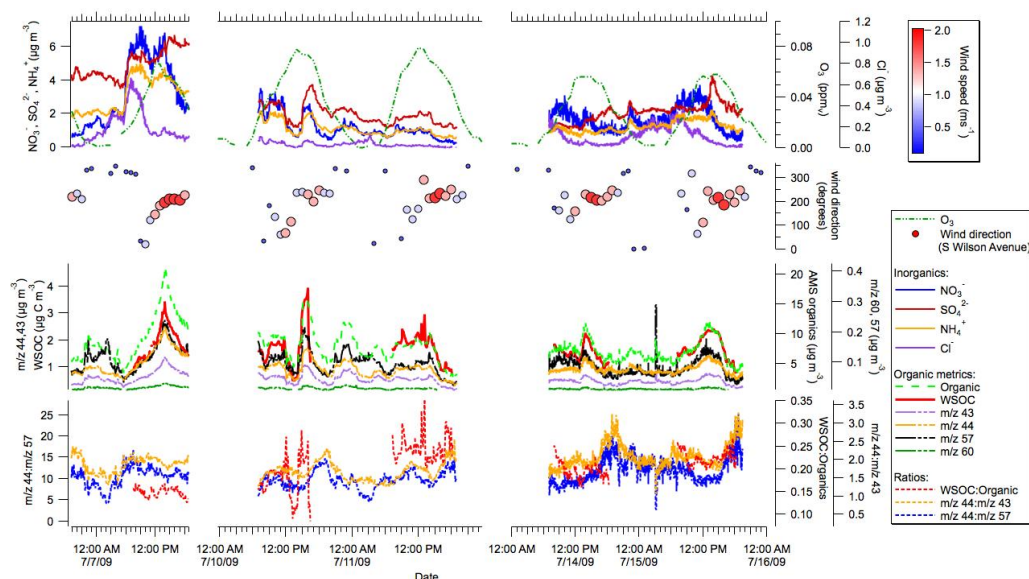 NO₃⁻, SO₄²⁻, NH₄⁺ (µg m⁻³)
6
4
2
0
0.08
0.04
0.00
O₃ (ppmᵥ)
1.2
1.0
0.8
0.6
0.4
0.2
0.0
Cl⁻ (µg m⁻³)
2.0
1.5
1.0
0.5
Wind speed (ms⁻¹)
300
200
100
0
wind direction
(degrees)
O₃
Wind direction
(S Wilson Avenue)
Inorganics:
NO₃⁻
SO₄²⁻
NH₄⁺
Cl⁻
Organic metrics:
Organic
WSOC
m/z 43
m/z 44
m/z 57
m/z 60
Ratios:
WSOC:Organic
m/z 44:m/z 43
m/z 44:m/z 57
m/z 44,43 (µg m⁻³)
WSOC (µg C m⁻³)
4
3
2
1
20
15
10
5
AMS organics (µg m⁻³)
0.4
0.3
0.2
0.1
m/z 60, 57 (µg m⁻³)
m/z 44:m/z 57
25
20
15
10
5
0
0.35
0.30
0.25
0.20
0.15
0.10
WSOC:Organics
3.5
3.0
2.5
2.0
1.5
1.0
0.5
m/z 44:m/z 43
12:00 AM 12:00 PM 12:00 AM 12:00 PM 12:00 AM 12:00 PM 12:00 AM 12:00 PM 12:00 AM 12:00 PM 12:00 AM
7/7/09 7/10/09 7/11/09 7/14/09 7/15/09 7/16/09
Date